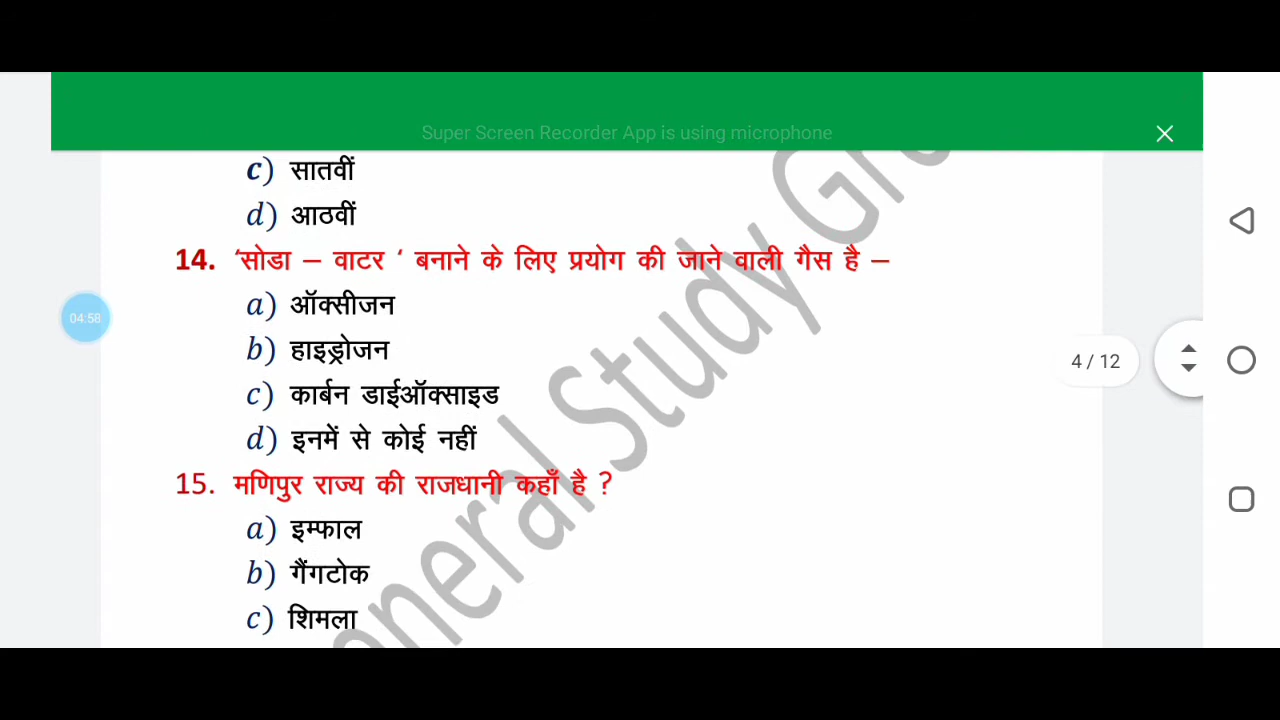 Super Screen Recorder App is using microphone
c) सातवीं
d) आठवीं
14. ‘सोडा – वाटर ‘ बनाने के लिए प्रयोग की जाने वाली गैस है –
a) ऑक्सीजन
04:58
b) हाइड्रोजन
4 / 12
c) कार्बन डाईऑक्साइड
d) इनमें से कोई नहीं
15. मणिपुर राज्य की राजधानी कहाँ है ?
a) इम्फाल
b) गैंगटोक
c) शिमला
Study